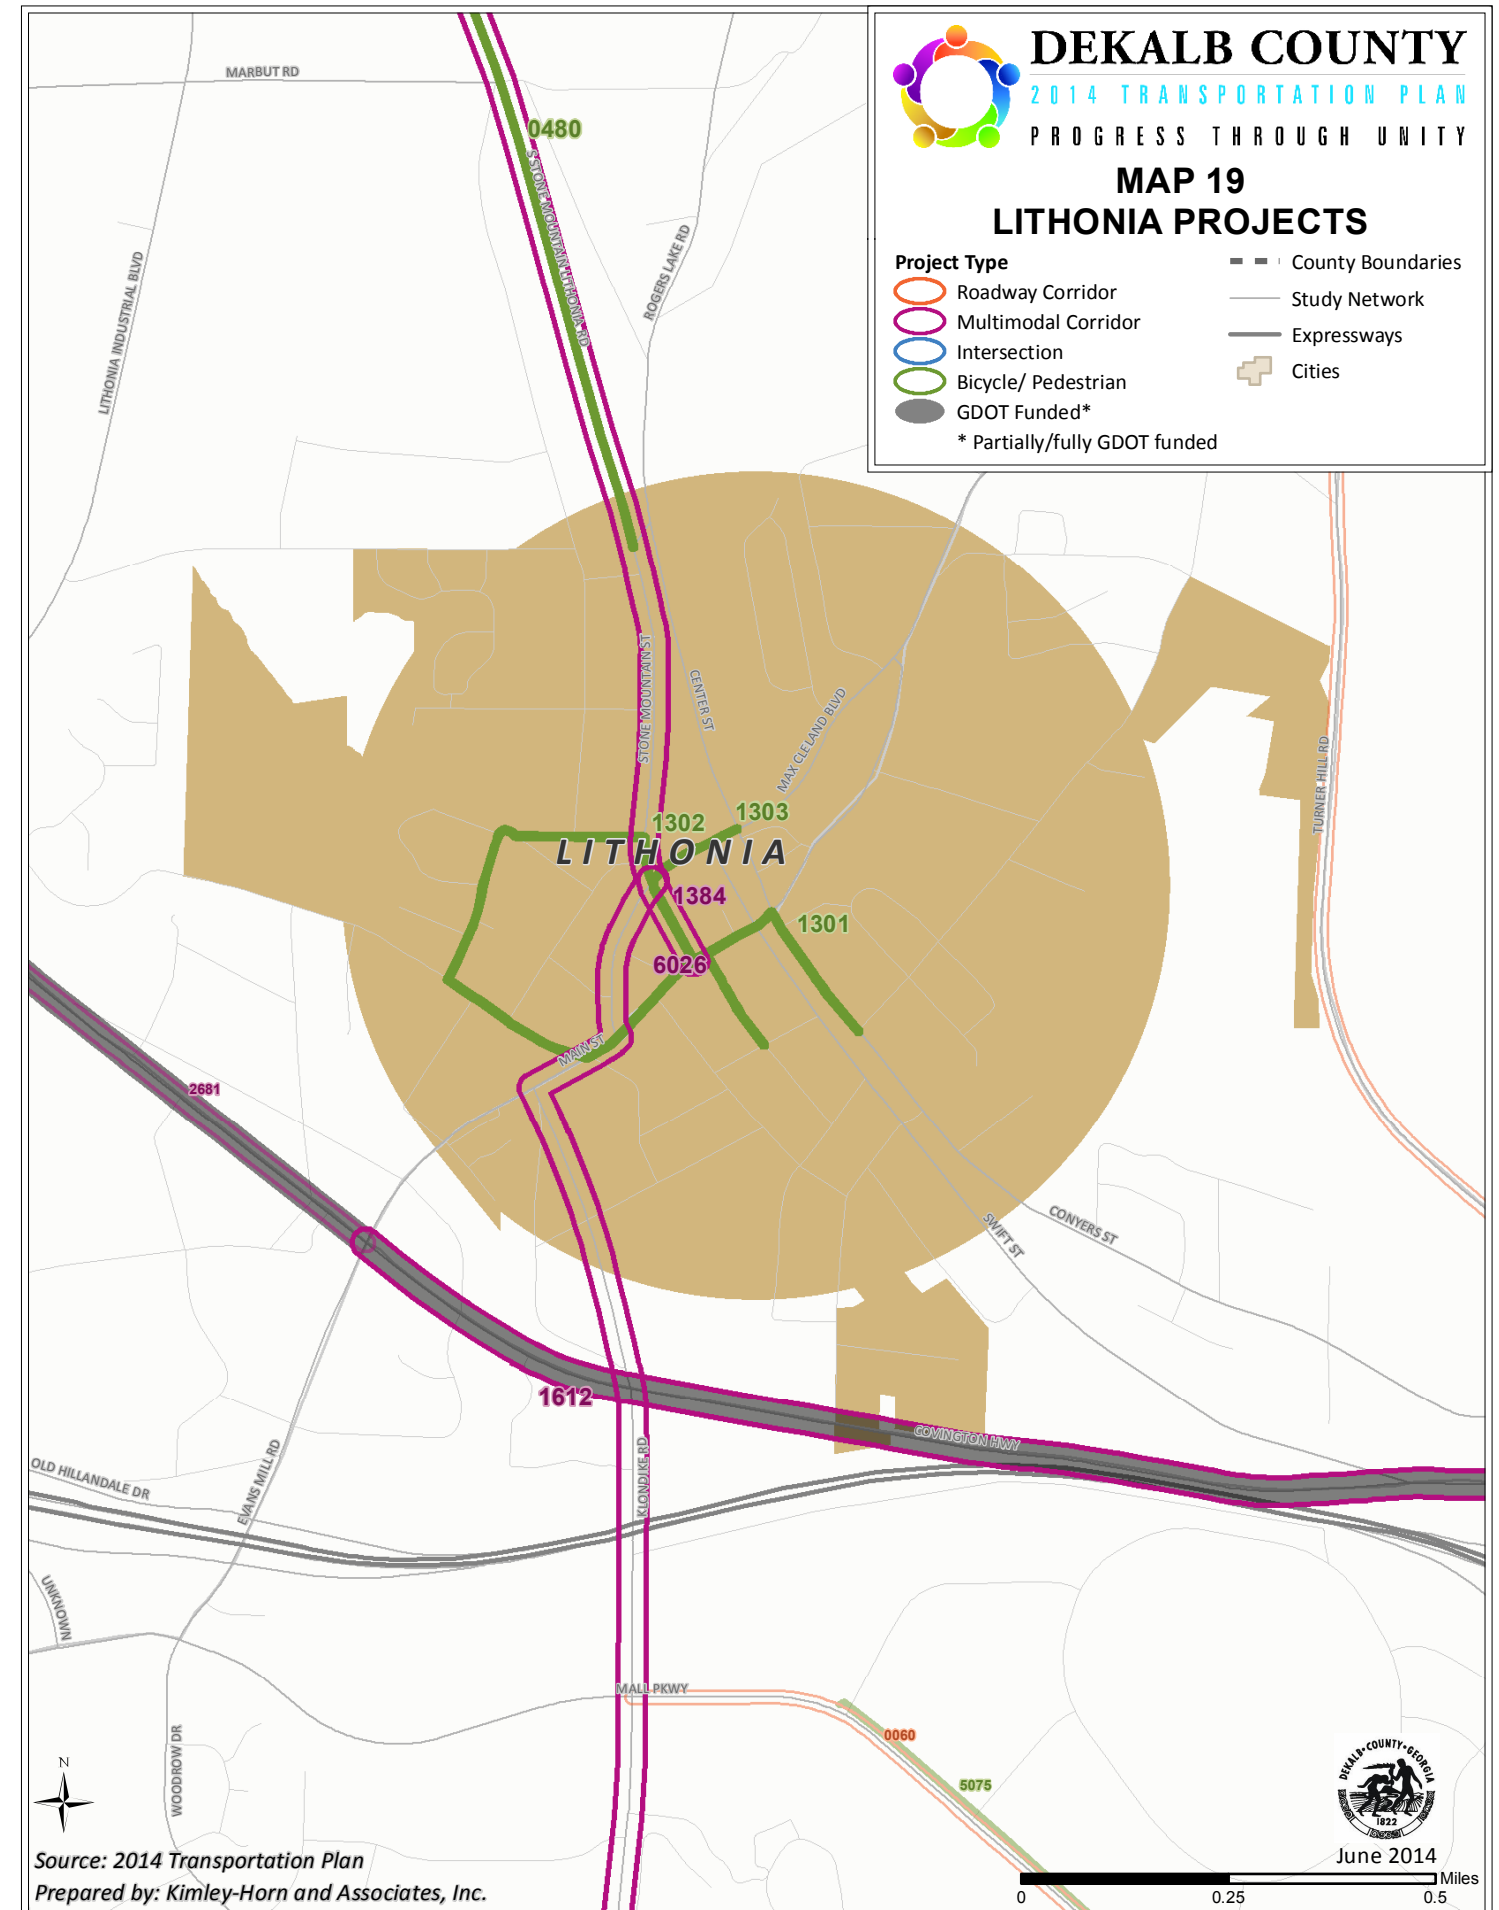 DEKALB COUNTY
2014 TRANSPORTATION PLAN
PROGRESS THROUGH UNITY
MAP 19
LITHONIA PROJECTS
Project Type
Roadway Corridor
Multimodal Corridor
Intersection
Bicycle/ Pedestrian
GDOT Funded*
* Partially/fully GDOT funded
County Boundaries
Study Network
Expressways
Cities
MARBUT RD
0480
S STONE MOUNTAIN LITHONIA RD
ROGERS LAKE RD
LITHONIA INDUSTRIAL BLVD
STONE MOUNTAIN ST
CENTER ST
MAX CLELAND BLVD
TURNER HILL RD
1303
1302
LITHONIA
1384
1301
6026
MAIN ST
2681
SWIFT ST
CONYERS ST
1612
COVINGTON HWY
KLONDIKE RD
OLD HILLANDALE DR
EVANS MILL RD
UNKNOWN
MALL PKWY
WOODROW DR
0060
5075
N
DEKALB•COUNTY•GEORGIA
1822
June 2014
Source: 2014 Transportation Plan
Prepared by: Kimley-Horn and Associates, Inc.
Miles
0 0.25 0.5